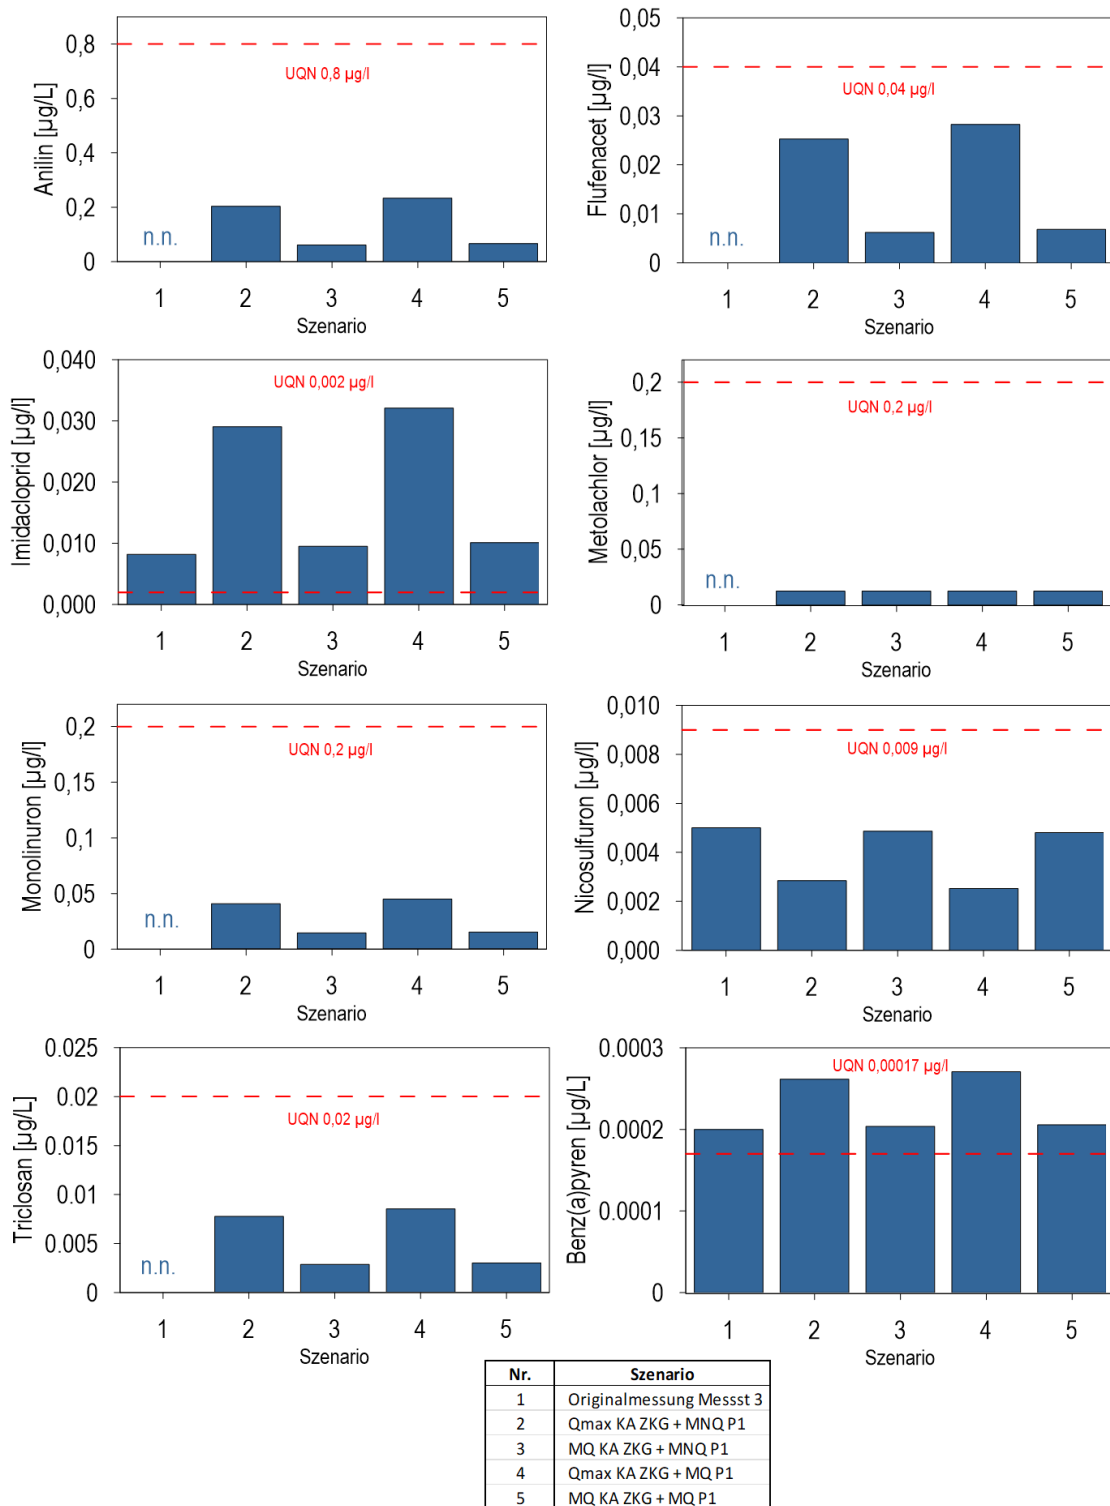 Anilin [µg/L]
0,8
0,6
0,4
0,2
0
UQN 0,8 µg/l
n.n.
1 2 3 4 5
Szenario
Flufenacet [µg/l]
0,05
0,04
0,03
0,02
0,01
0
UQN 0,04 µg/l
n.n.
1 2 3 4 5
Szenario
Imidacloprid [µg/l]
0,040
0,030
0,020
0,010
0,000
UQN 0,002 µg/l
1 2 3 4 5
Szenario
Metolachlor [µg/l]
0,2
0,15
0,1
0,05
0
UQN 0,2 µg/l
n.n.
1 2 3 4 5
Szenario
Monolinuron [µg/l]
0,2
0,15
0,1
0,05
0
UQN 0,2 µg/l
n.n.
1 2 3 4 5
Szenario
Nicosulfuron [µg/l]
0,010
0,008
0,006
0,004
0,002
0,000
UQN 0,009 µg/l
1 2 3 4 5
Szenario
Triclosan [µg/L]
0.025
0.02
0.015
0.01
0.005
0
UQN 0,02 µg/l
n.n.
1 2 3 4 5
Szenario
Benz(a)pyren [µg/L]
0.0003
0.0002
0.0001
0
UQN 0,00017 µg/l
1 2 3 4 5
Szenario
Nr. Szenario
1 Originalmessung Messst 3
2 Qmax KA ZKG + MNQ P1
3 MQ KA ZKG + MNQ P1
4 Qmax KA ZKG + MQ P1
5 MQ KA ZKG + MQ P1